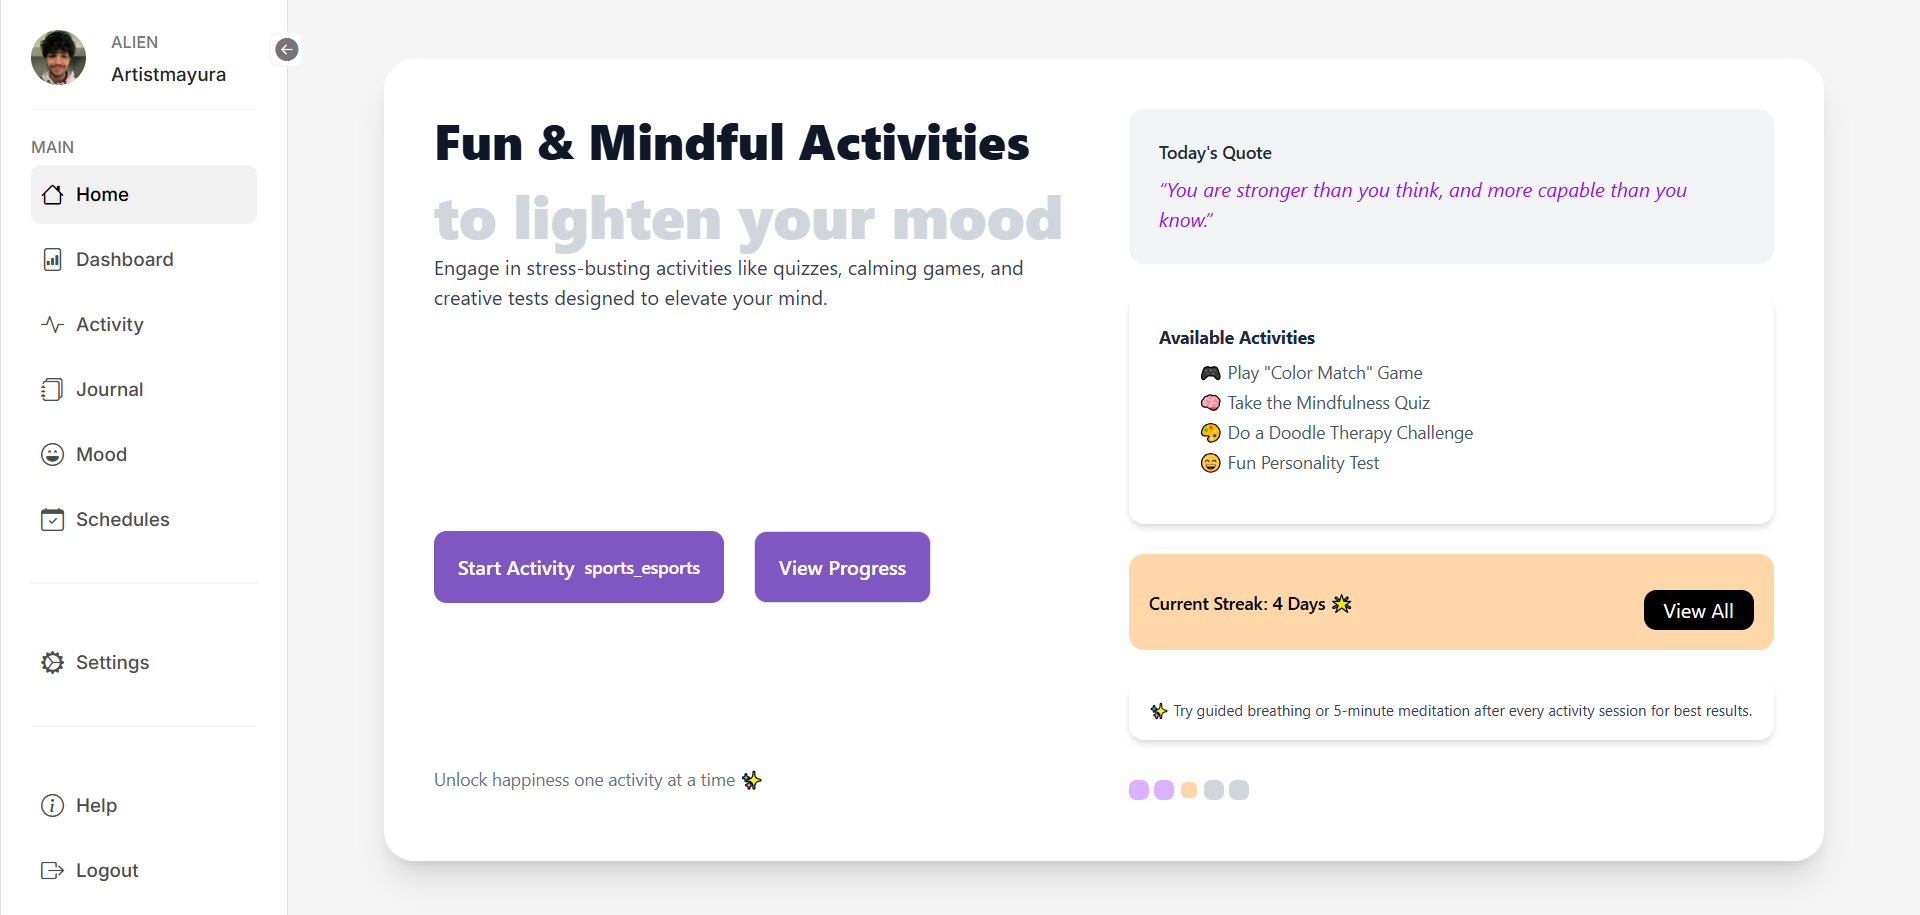 ALIEN
Artistmayura
MAIN
Home
Dashboard
Activity
Journal
Mood
Schedules
Settings
Help
Logout
Fun & Mindful Activities
to lighten your mood
Engage in stress-busting activities like quizzes, calming games, and
creative tests designed to elevate your mind.
Start Activity sports_esports
View Progress
Unlock happiness one activity at a time ✨
Today's Quote
“You are stronger than you think, and more capable than you
know.”
Available Activities
🎮 Play "Color Match" Game
🧠 Take the Mindfulness Quiz
🎨 Do a Doodle Therapy Challenge
😄 Fun Personality Test
Current Streak: 4 Days 🌟
View All
✨ Try guided breathing or 5-minute meditation after every activity session for best results.